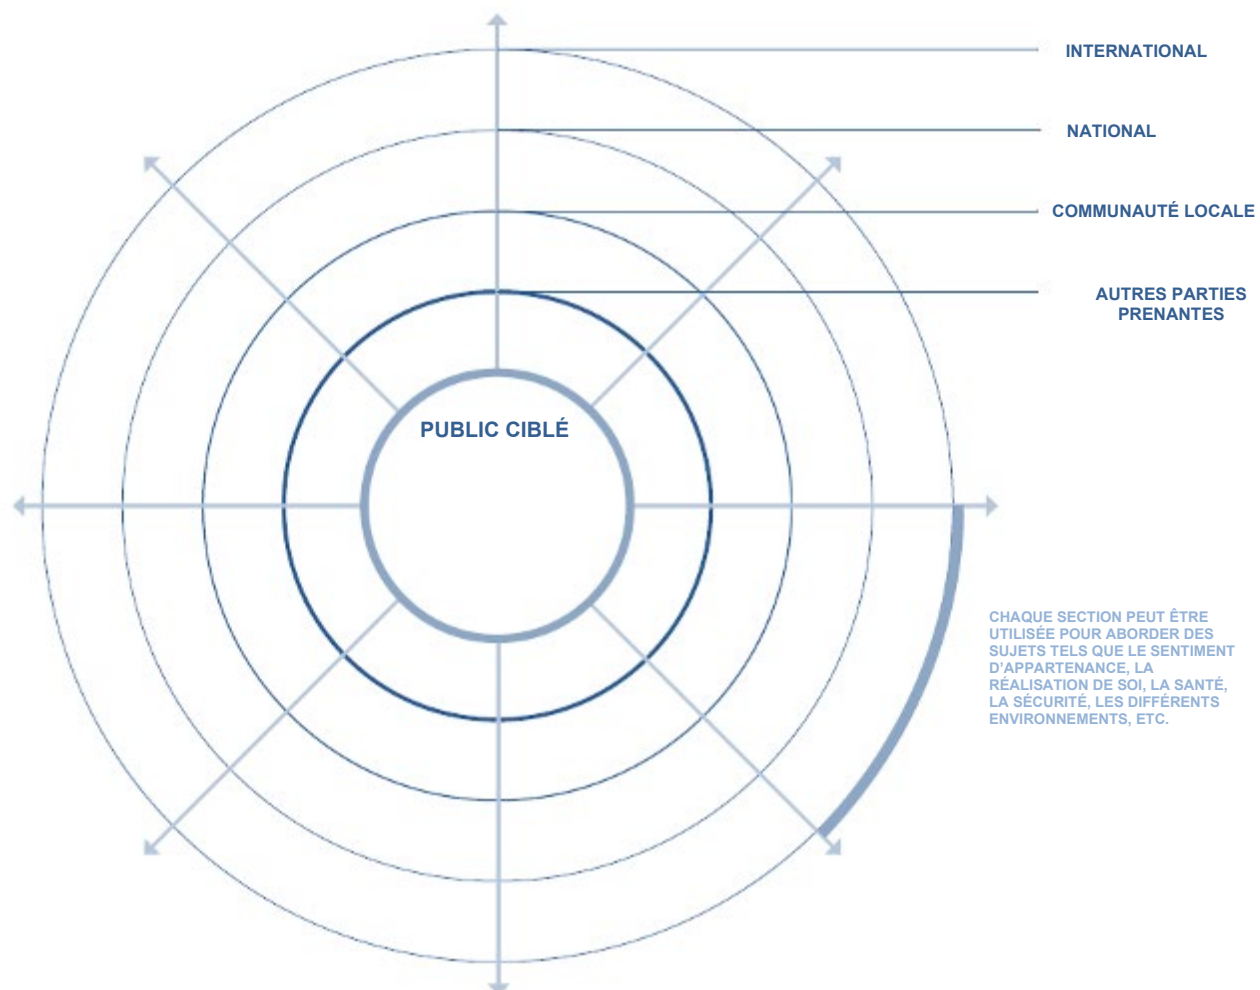 INTERNATIONAL
NATIONAL
COMMUNAUTÉ LOCALE
AUTRES PARTIES
PRENANTES
PUBLIC CIBLÉ
CHAQUE SECTION PEUT ÊTRE
UTILISÉE POUR ABORDER DES
SUJETS TELS QUE LE SENTIMENT
D'APPARTENANCE, LA
RÉALISATION DE SOI, LA SANTÉ,
LA SÉCURITÉ, LES DIFFÉRENTS
ENVIRONNEMENTS, ETC.